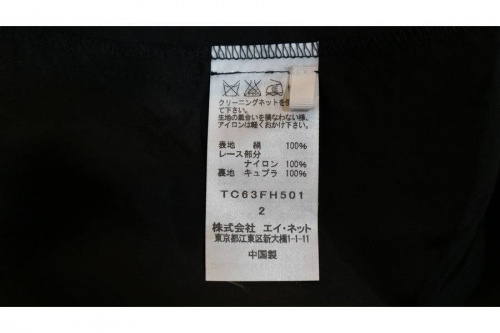 クリーニングネットを使
て下さい。
生地の風合いを損なわない様、
アイロンは軽くおかけ下さい。
表地 絹 100%
レース部分
ナイロン 100%
裏地 キュプラ 100%
TC63FH501
2
株式会社 エイ・ネット
東京都江東区新大橋1-1-11
中国製